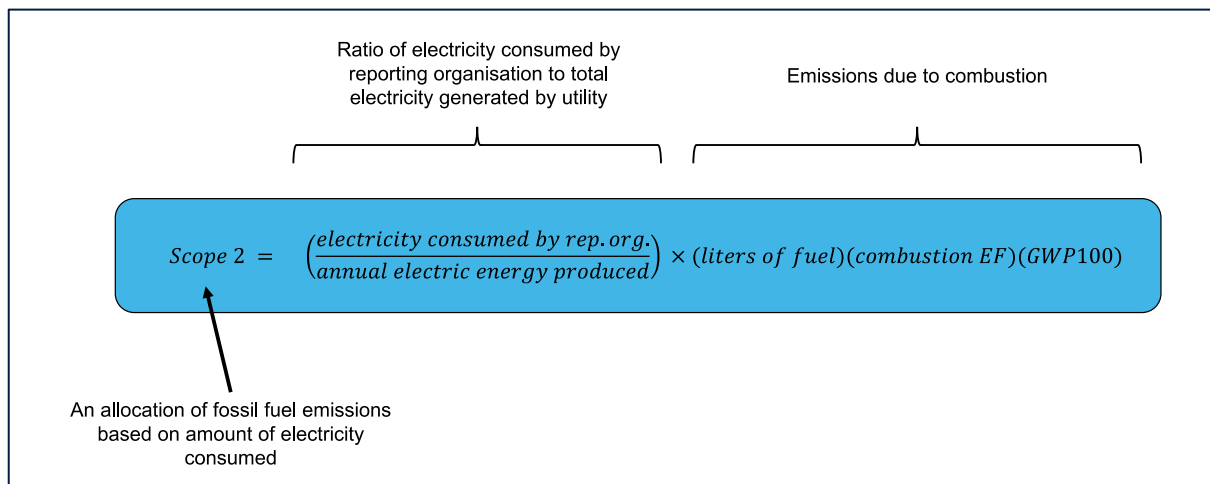 Ratio of electricity consumed by
reporting organisation to total
electricity generated by utility
Emissions due to combustion
Scope 2 = (electricity consumed by rep. org. / annual electric energy produced) × (liters of fuel)(combustion EF)(GWP100)
An allocation of fossil fuel emissions
based on amount of electricity
consumed